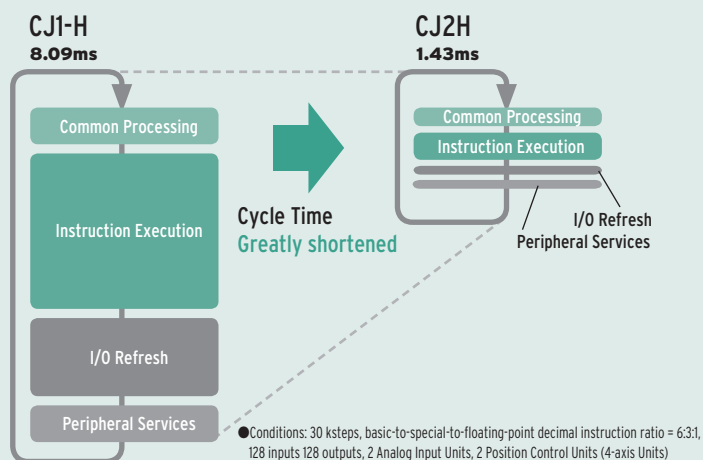 CJ1-H
8.09ms
Common Processing
Instruction Execution
I/O Refresh
Peripheral Services
Cycle Time
Greatly shortened
CJ2H
1.43ms
Common Processing
Instruction Execution
I/O Refresh
Peripheral Services
●Conditions: 30 ksteps, basic-to-special-to-floating-point decimal instruction ratio = 6:3:1,
128 inputs 128 outputs, 2 Analog Input Units, 2 Position Control Units (4-axis Units)